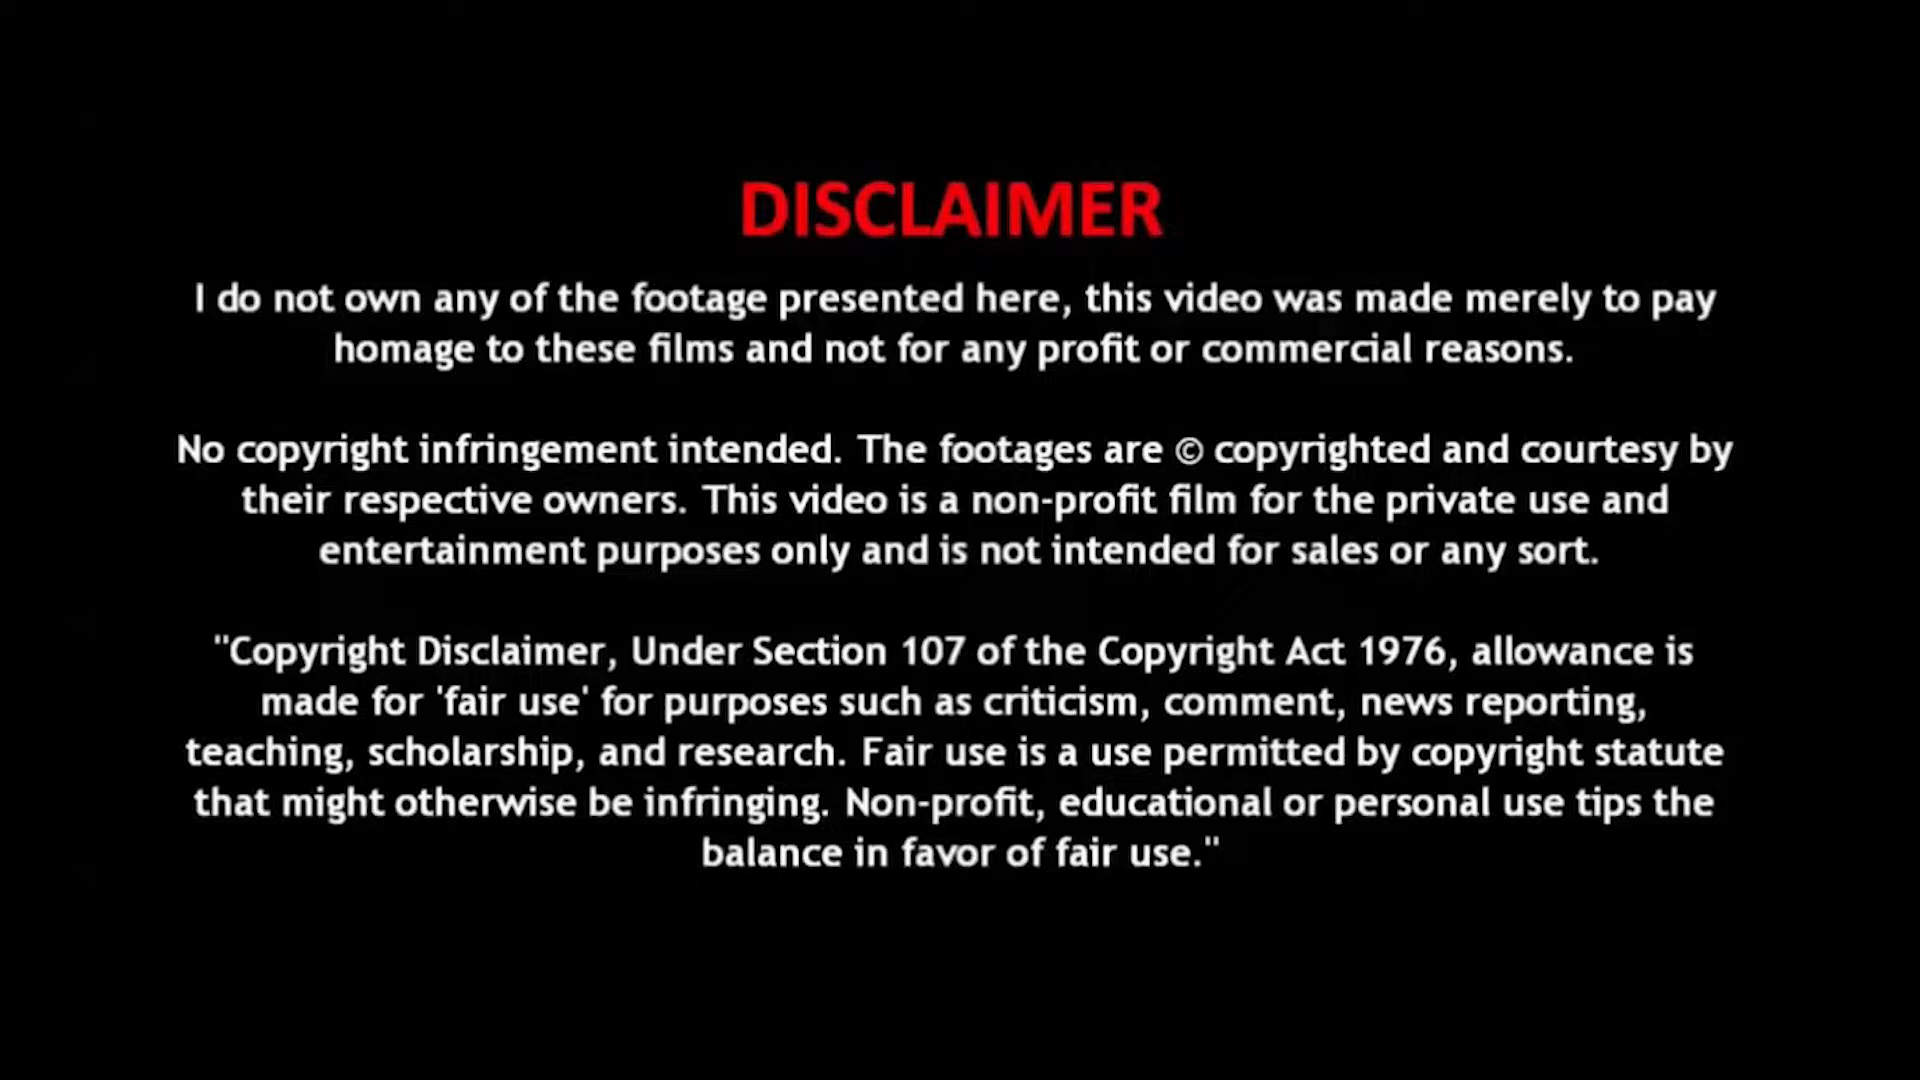 DISCLAIMER
I do not own any of the footage presented here, this video was made merely to pay
homage to these films and not for any profit or commercial reasons.
No copyright infringement intended. The footages are © copyrighted and courtesy by
their respective owners. This video is a non-profit film for the private use and
entertainment purposes only and is not intended for sales or any sort.
"Copyright Disclaimer, Under Section 107 of the Copyright Act 1976, allowance is
made for 'fair use' for purposes such as criticism, comment, news reporting,
teaching, scholarship, and research. Fair use is a use permitted by copyright statute
that might otherwise be infringing. Non-profit, educational or personal use tips the
balance in favor of fair use."